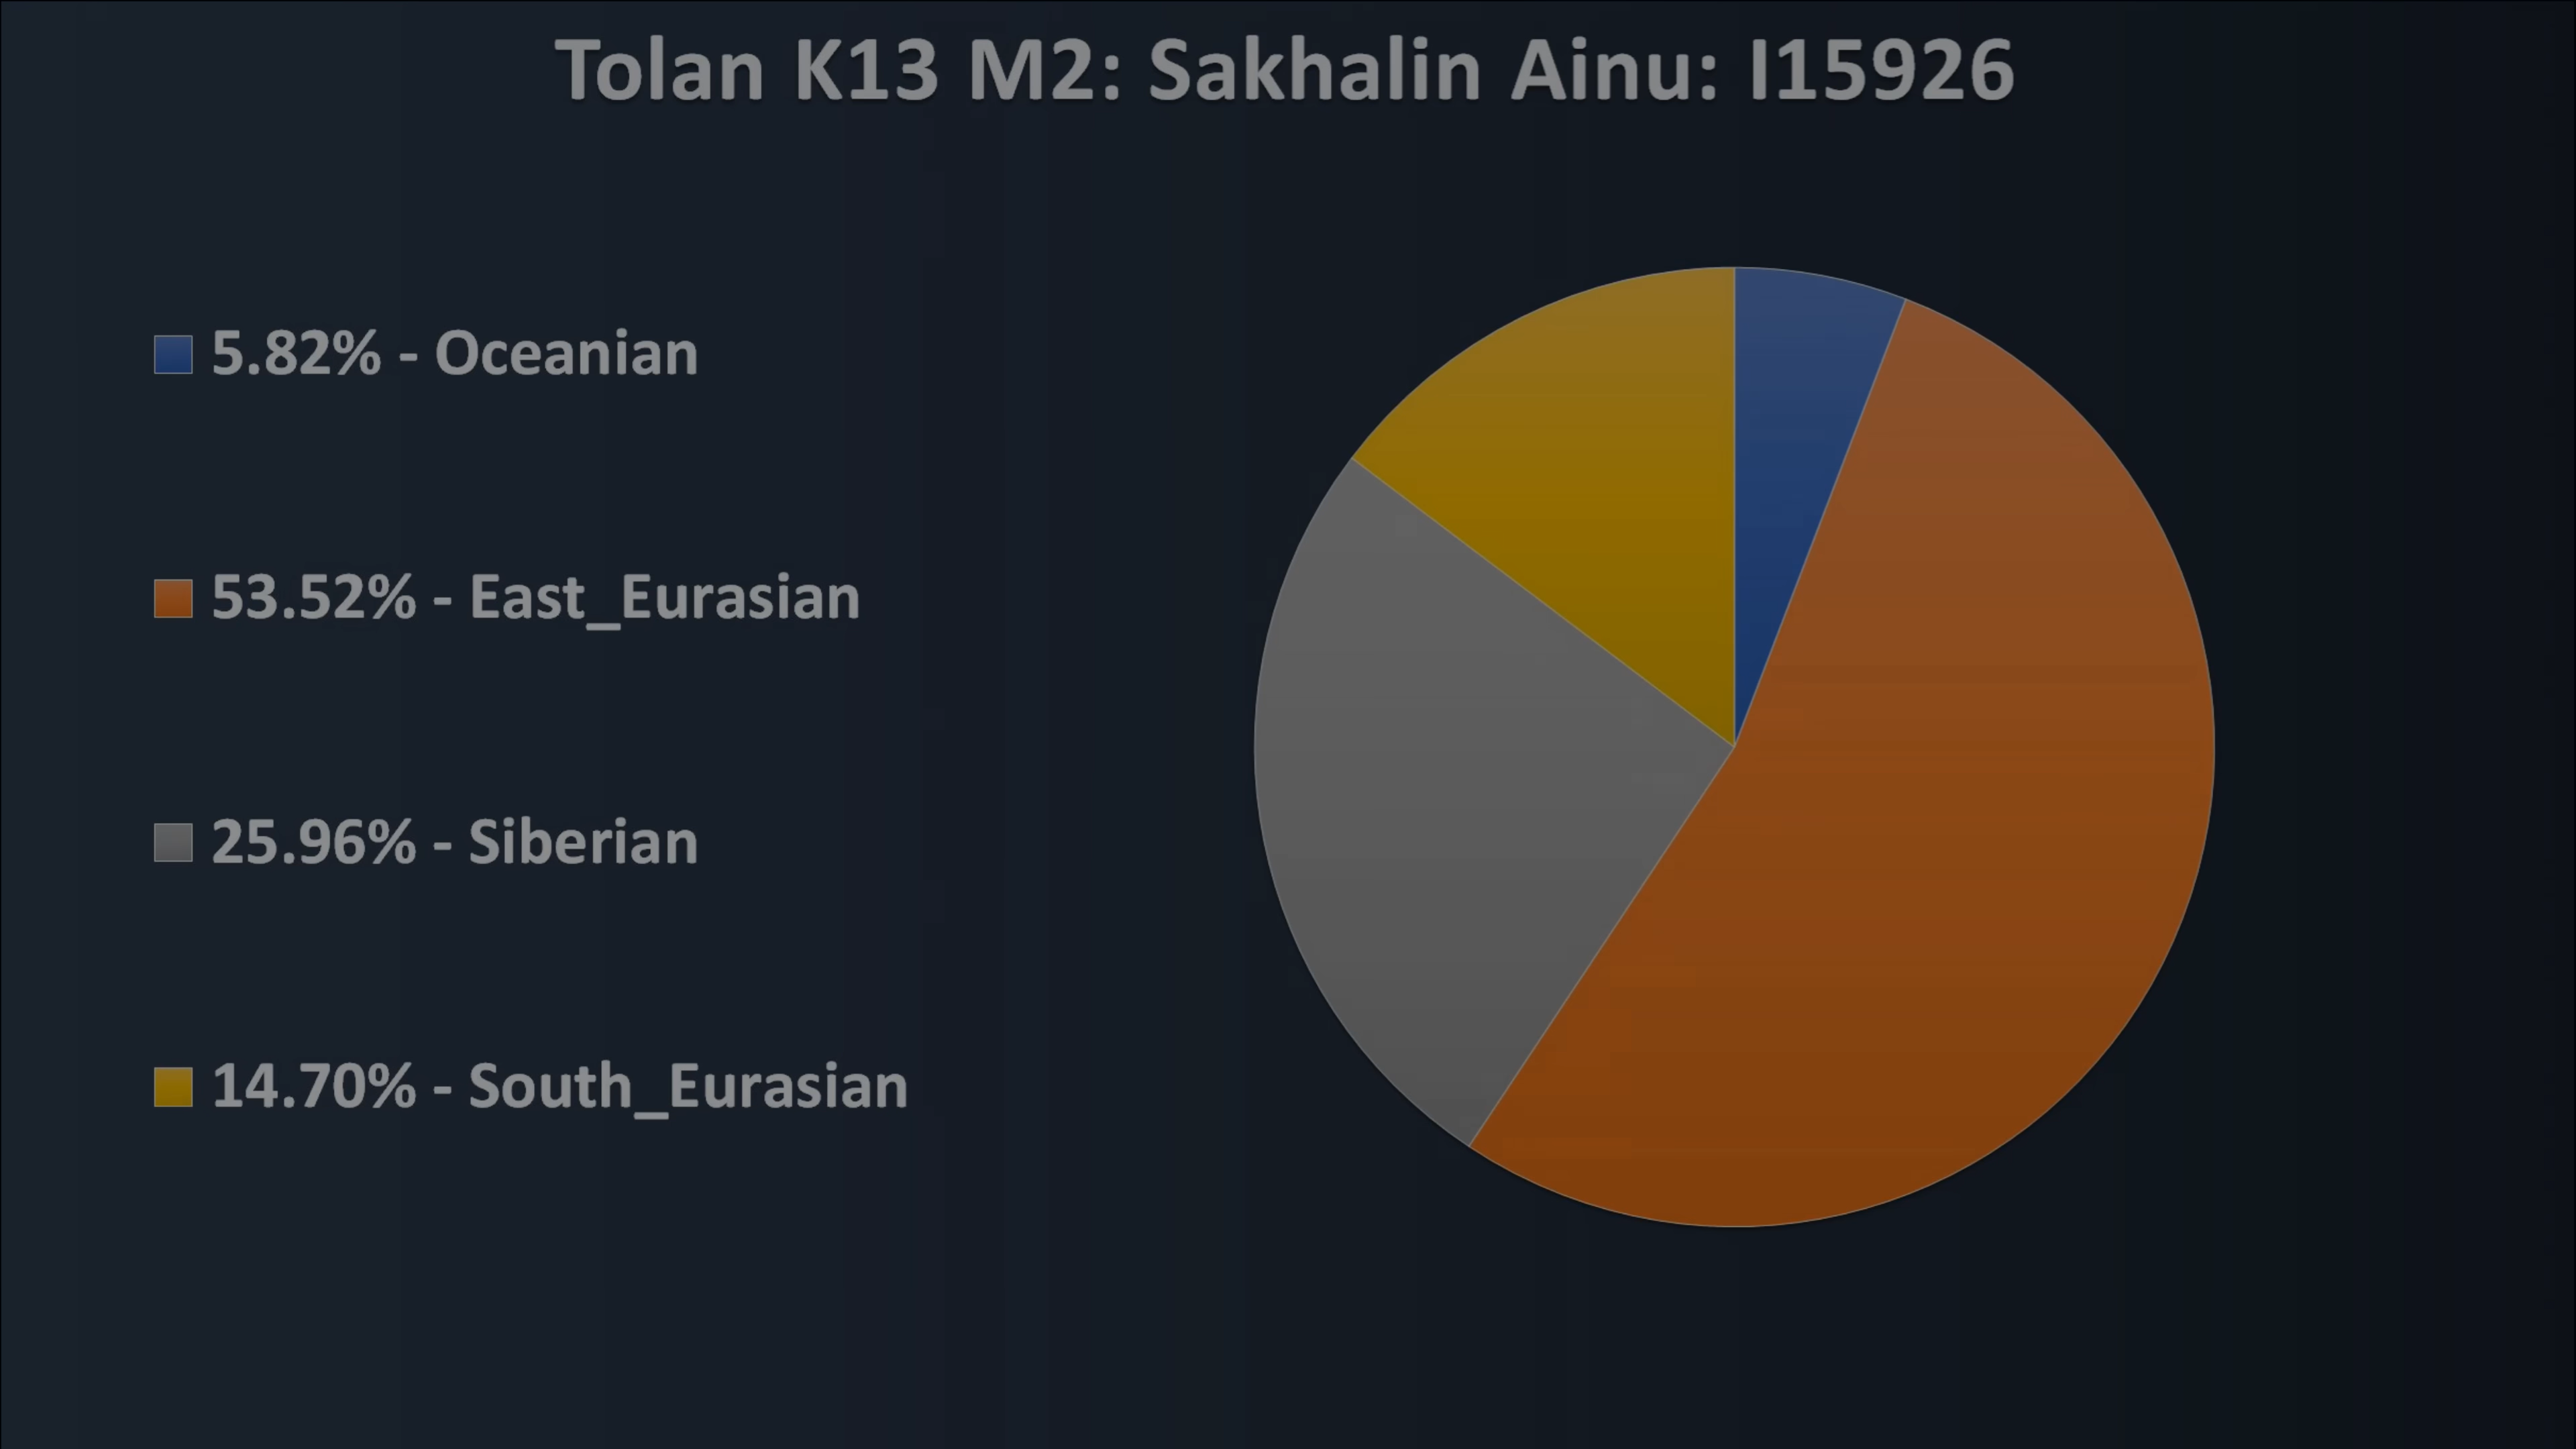 Tolan K13 M2: Sakhalin Ainu: I15926
5.82% - Oceanian
53.52% - East_Eurasian
25.96% - Siberian
14.70% - South_Eurasian